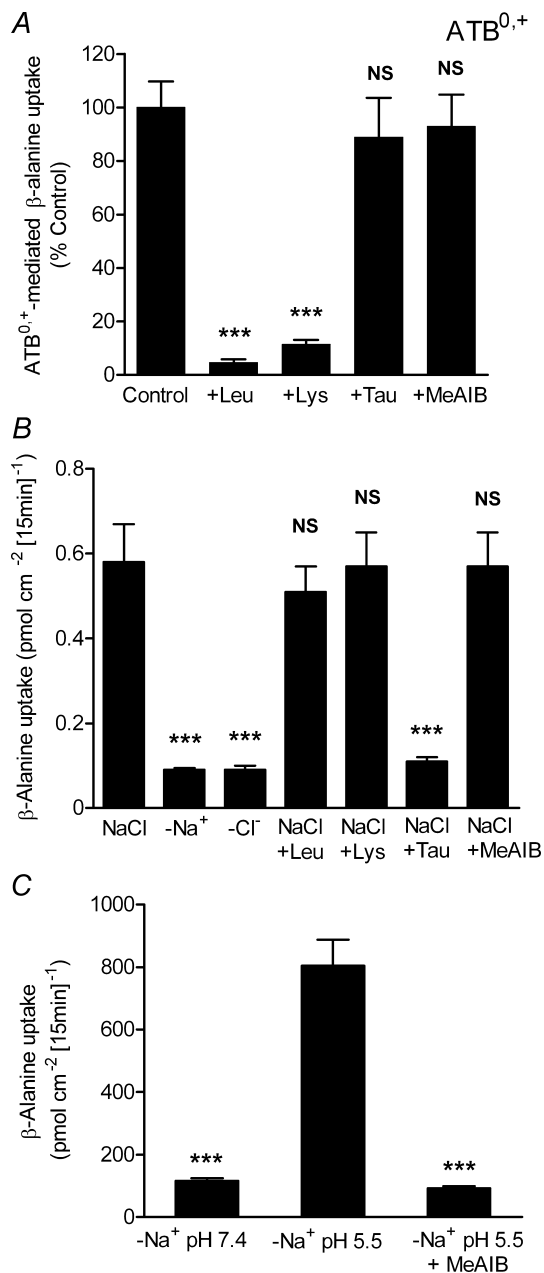 A
ATB0,+
ATB0,+-mediated β-alanine uptake
(% Control)
120
100
80
60
40
20
0
***
***
NS
NS
Control
+Leu
+Lys
+Tau
+MeAIB
B
β-Alanine uptake (pmol cm-2 [15min]-1)
0.8
0.6
0.4
0.2
0
***
***
NS
NS
***
NS
NaCl
-Na+
-Cl-
NaCl
+Leu
NaCl
+Lys
NaCl
+Tau
NaCl
+MeAIB
C
β-Alanine uptake
(pmol cm-2 [15min]-1)
1000
800
600
400
200
0
***
***
-Na+ pH 7.4
-Na+ pH 5.5
-Na+ pH 5.5
+ MeAIB